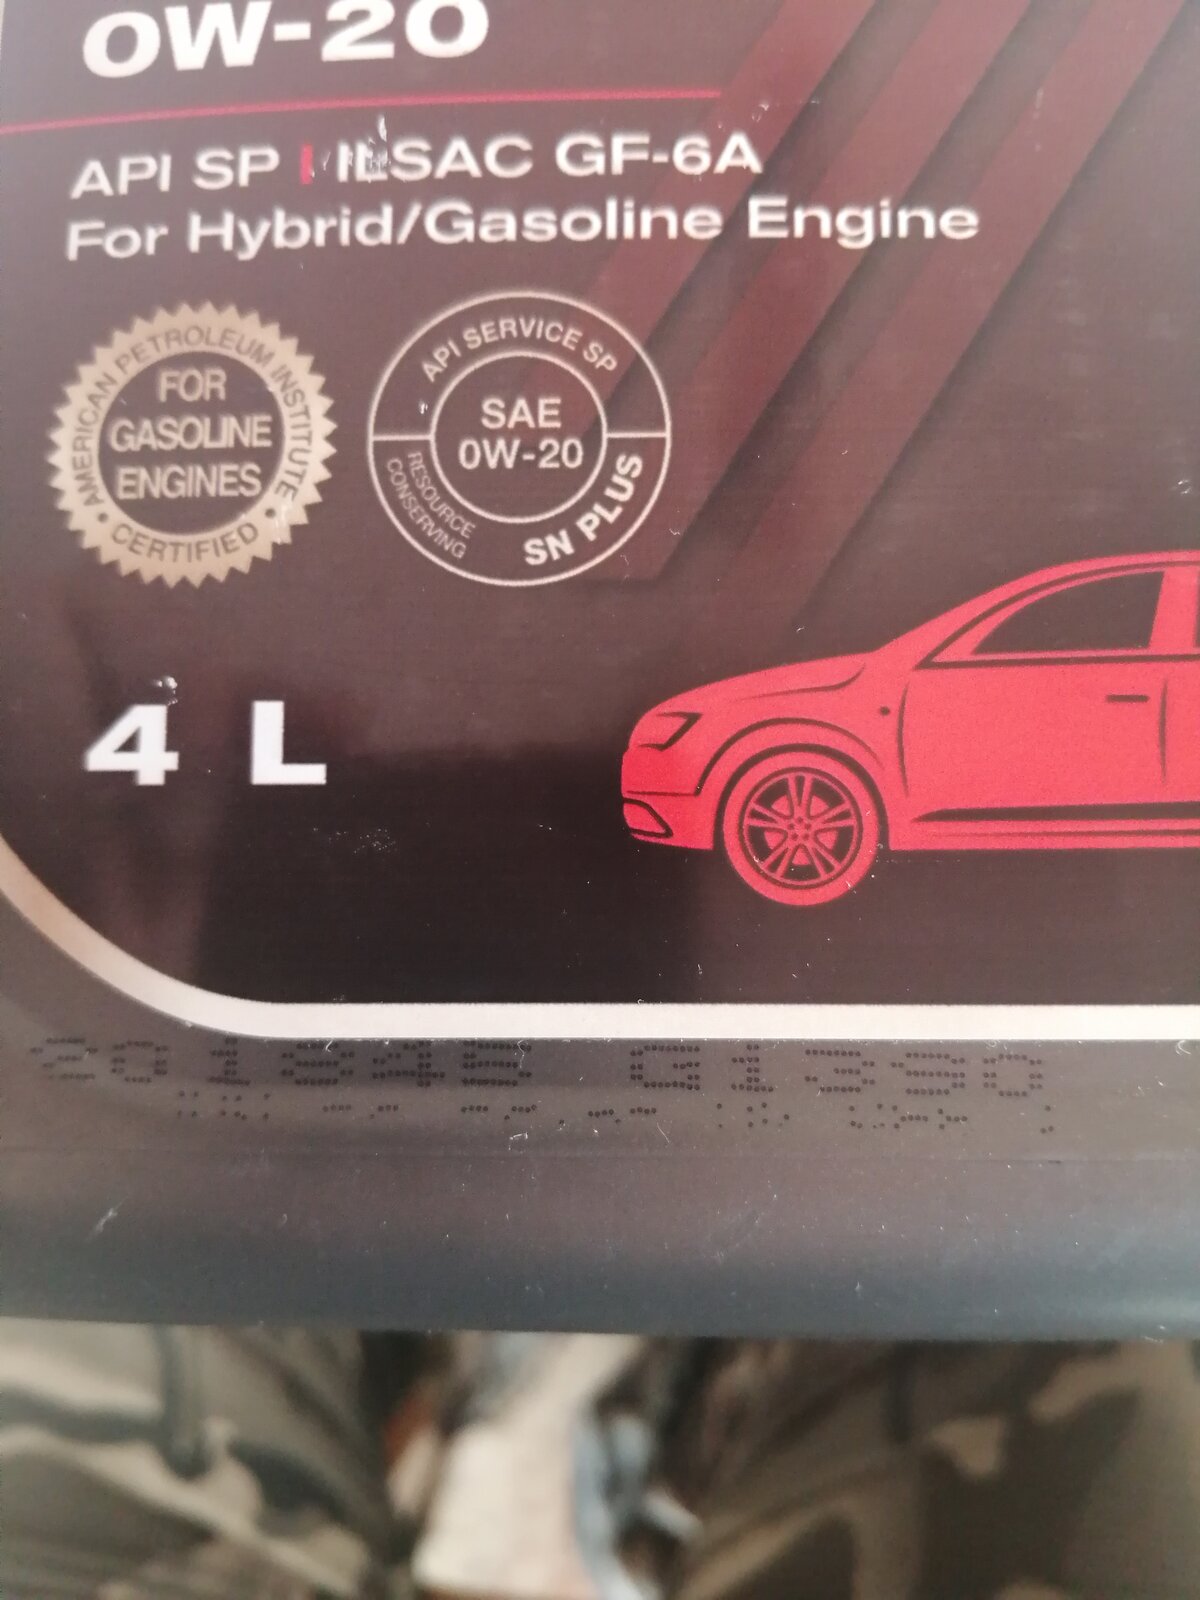 0W-20
API SP | ILSAC GF-6A
For Hybrid/Gasoline Engine
AMERICAN PETROLEUM INSTITUTE
FOR
GASOLINE
ENGINES
• CERTIFIED •
API SERVICE SP
SAE
0W-20
RESOURCE
CONSERVING
SN PLUS
4 L